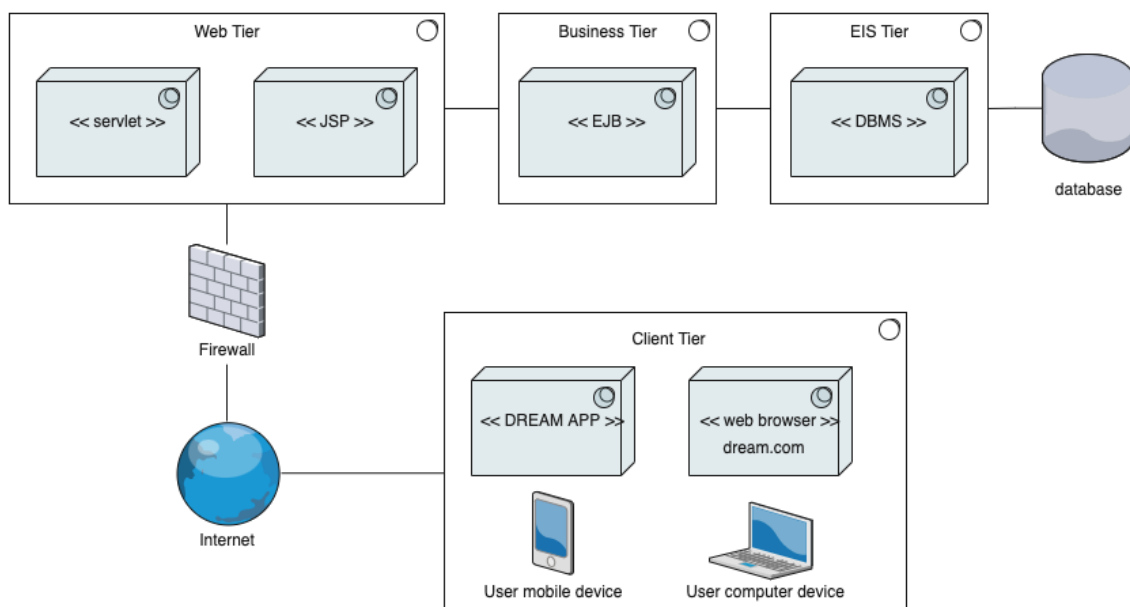 Web Tier
Business Tier
EIS Tier
<< servlet >>
<< JSP >>
<< EJB >>
<< DBMS >>
database
Firewall
Client Tier
<< DREAM APP >>
<< web browser >>
dream.com
Internet
User mobile device
User computer device